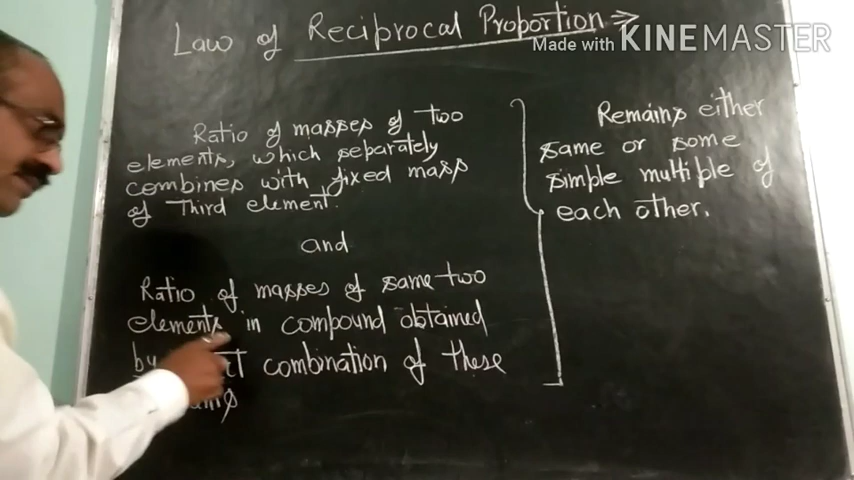 Law of Reciprocal Proportion ⇒
Made with KINEMASTER
Ratio of masses of two
elements, which separately
combines with fixed mass
of Third element.
and
Ratio of masses of same two
elements in compound obtained
by combination of these
Remains either
same or some
simple multiple of
each other.